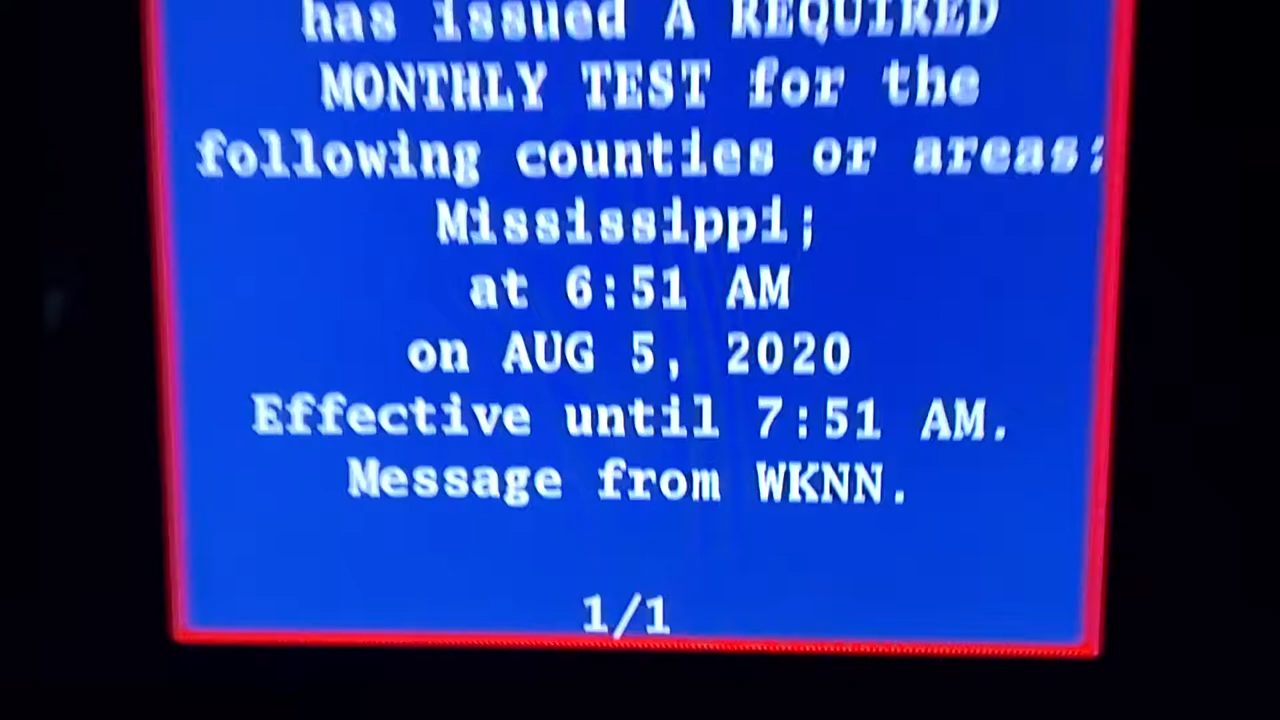 has issued A REQUIRED
MONTHLY TEST for the
following counties or areas:
Mississippi;
at 6:51 AM
on AUG 5, 2020
Effective until 7:51 AM.
Message from WKNN.
1/1